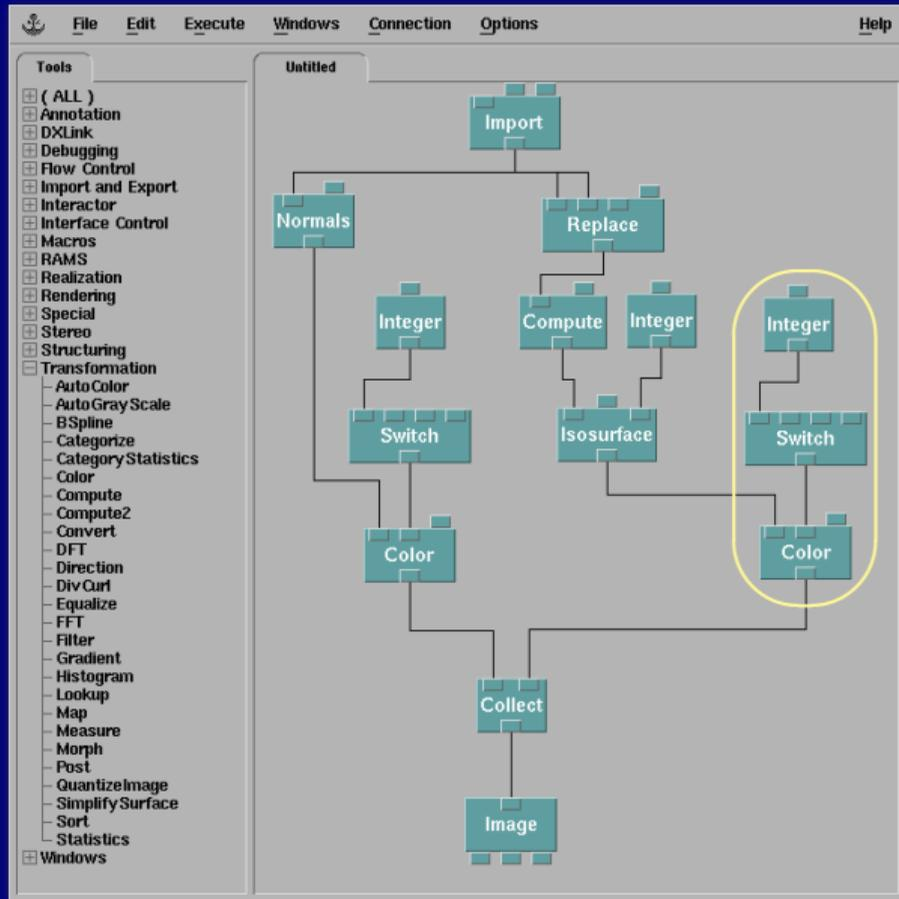 File Edit Execute Windows Connection Options Help
Tools
Untitled
( ALL )
Annotation
DXLink
Debugging
Flow Control
Import and Export
Interactor
Interface Control
Macros
RAMS
Realization
Rendering
Special
Stereo
Structuring
Transformation
AutoColor
AutoGrayScale
BSpline
Categorize
CategoryStatistics
Color
Compute
Compute2
Convert
DFT
Direction
DivCurl
Equalize
FFT
Filter
Gradient
Histogram
Lookup
Map
Measure
Morph
Post
QuantizeImage
SimplifySurface
Sort
Statistics
Windows
Import
Normals Replace
Integer Compute Integer Integer
Switch Isosurface Switch
Color Color
Collect
Image